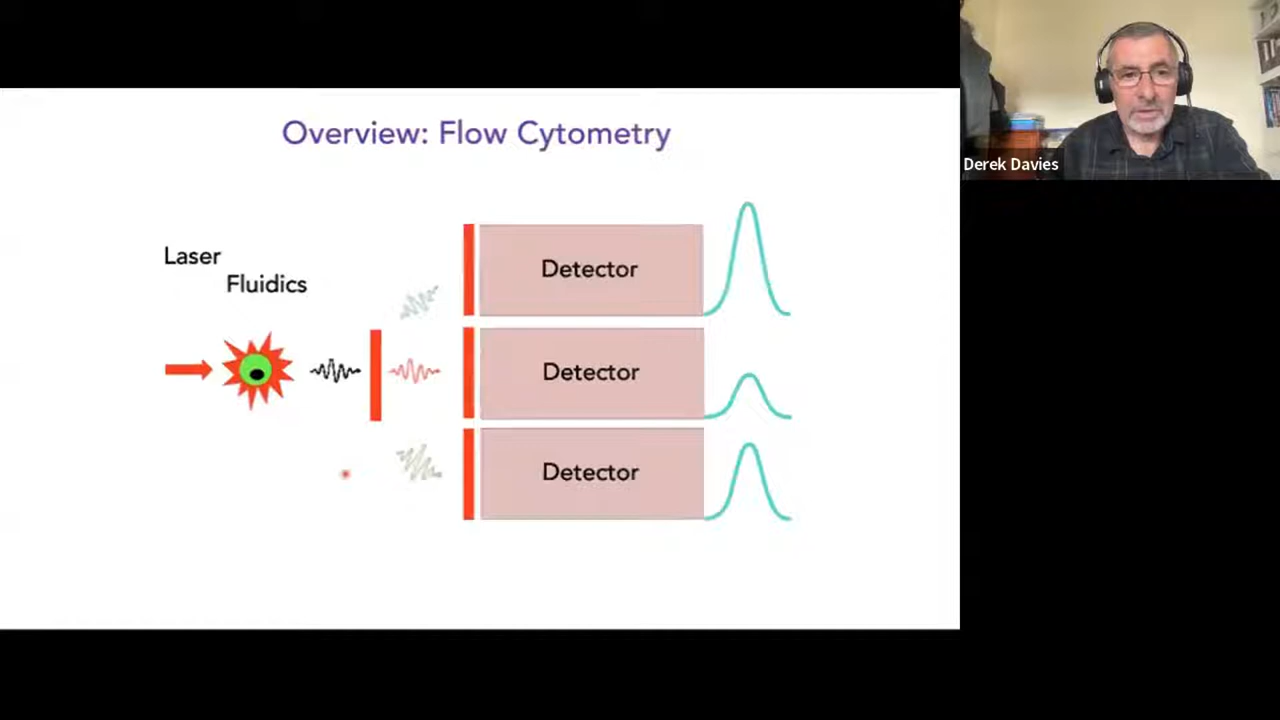 Overview: Flow Cytometry
Laser
Fluidics
Detector
Detector
Detector
Derek Davies